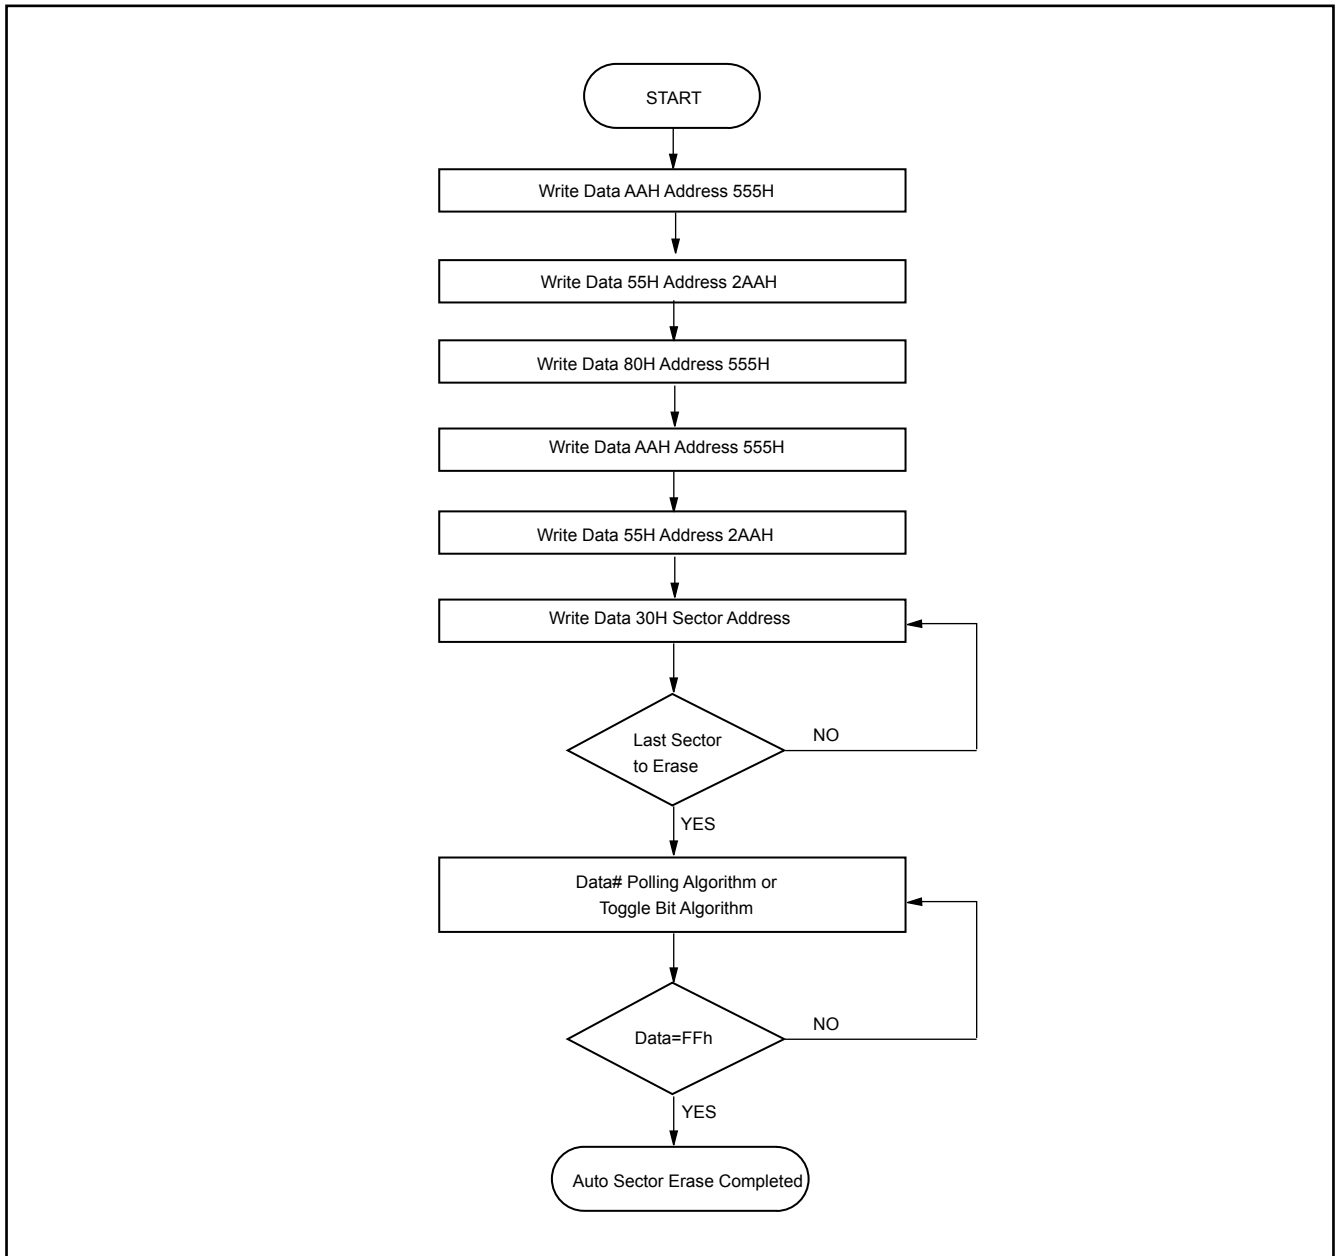 START
Write Data AAH Address 555H
Write Data 55H Address 2AAH
Write Data 80H Address 555H
Write Data AAH Address 555H
Write Data 55H Address 2AAH
Write Data 30H Sector Address
Last Sector
to Erase
NO
YES
Data# Polling Algorithm or
Toggle Bit Algorithm
Data=FFh
NO
YES
Auto Sector Erase Completed